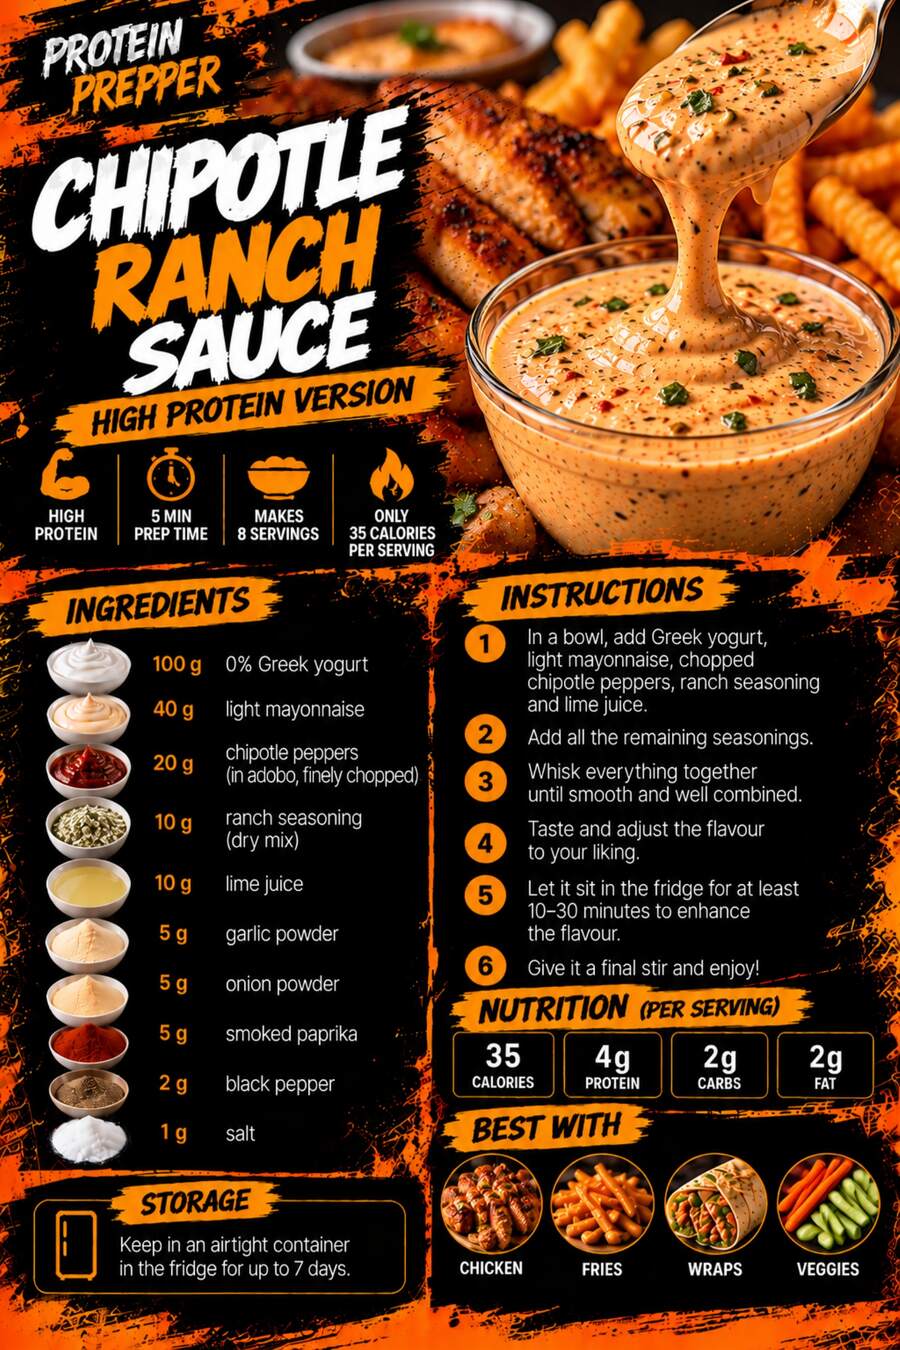 PROTEIN
PREPPER
CHIPOTLE
RANCH
SAUCE
HIGH PROTEIN VERSION
HIGH
PROTEIN
5 MIN
PREP TIME
MAKES
8 SERVINGS
ONLY
35 CALORIES
PER SERVING
INGREDIENTS
100 g 0% Greek yogurt
40 g light mayonnaise
20 g chipotle peppers
(in adobo, finely chopped)
10 g ranch seasoning
(dry mix)
10 g lime juice
5 g garlic powder
5 g onion powder
5 g smoked paprika
2 g black pepper
1 g salt
STORAGE
Keep in an airtight container
in the fridge for up to 7 days.
INSTRUCTIONS
1 In a bowl, add Greek yogurt,
light mayonnaise, chopped
chipotle peppers, ranch seasoning
and lime juice.
2 Add all the remaining seasonings.
3 Whisk everything together
until smooth and well combined.
4 Taste and adjust the flavour
to your liking.
5 Let it sit in the fridge for at least
10–30 minutes to enhance
the flavour.
6 Give it a final stir and enjoy!
NUTRITION (PER SERVING)
35
CALORIES
4g
PROTEIN
2g
CARBS
2g
FAT
BEST WITH
CHICKEN
FRIES
WRAPS
VEGGIES